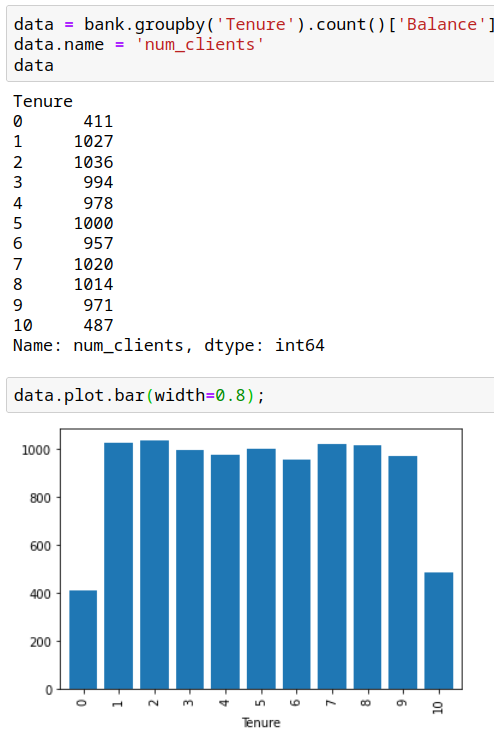 data = bank.groupby('Tenure').count()['Balance']
data.name = 'num_clients'
data
Tenure
0      411
1     1027
2     1036
3      994
4      978
5     1000
6      957
7     1020
8     1014
9      971
10     487
Name: num_clients, dtype: int64
data.plot.bar(width=0.8);
1000
800
600
400
200
0
0 1 2 3 4 5 6 7 8 9 10
Tenure